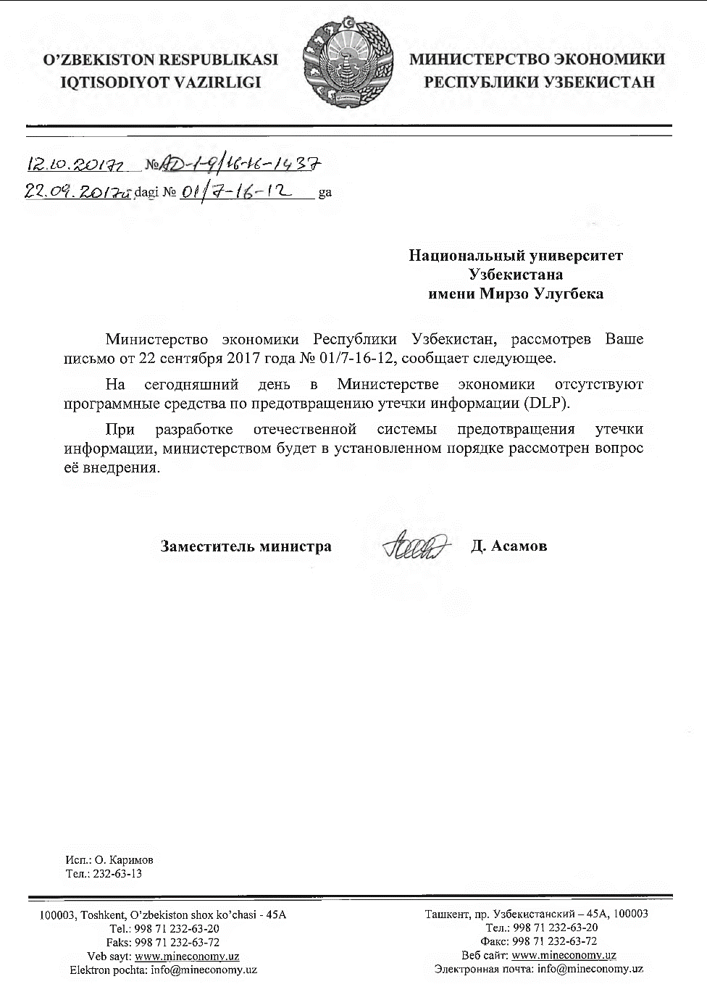 O’ZBEKISTON RESPUBLIKASI
IQTISODIYOT VAZIRLIGI
МИНИСТЕРСТВО ЭКОНОМИКИ
РЕСПУБЛИКИ УЗБЕКИСТАН
12.10.2017г №AD-1-9/16-16-1437
22.09.2017й dagi № 01/7-16-12 ga
Национальный университет
Узбекистана
имени Мирзо Улугбека
Министерство экономики Республики Узбекистан, рассмотрев Ваше
письмо от 22 сентября 2017 года № 01/7-16-12, сообщает следующее.
На сегодняшний день в Министерстве экономики отсутствуют
программные средства по предотвращению утечки информации (DLP).
При разработке отечественной системы предотвращения утечки
информации, министерством будет в установленном порядке рассмотрен вопрос
её внедрения.
Заместитель министра Д. Асамов
Исп.: О. Каримов
Тел.: 232-63-13
100003, Toshkent, O’zbekiston shox ko’chasi - 45A
Tel.: 998 71 232-63-20
Faks: 998 71 232-63-72
Veb sayt: www.mineconomy.uz
Elektron pochta: info@mineconomy.uz
Ташкент, пр. Узбекистанский – 45А, 100003
Тел.: 998 71 232-63-20
Факс: 998 71 232-63-72
Веб сайт: www.mineconomy.uz
Электронная почта: info@mineconomy.uz